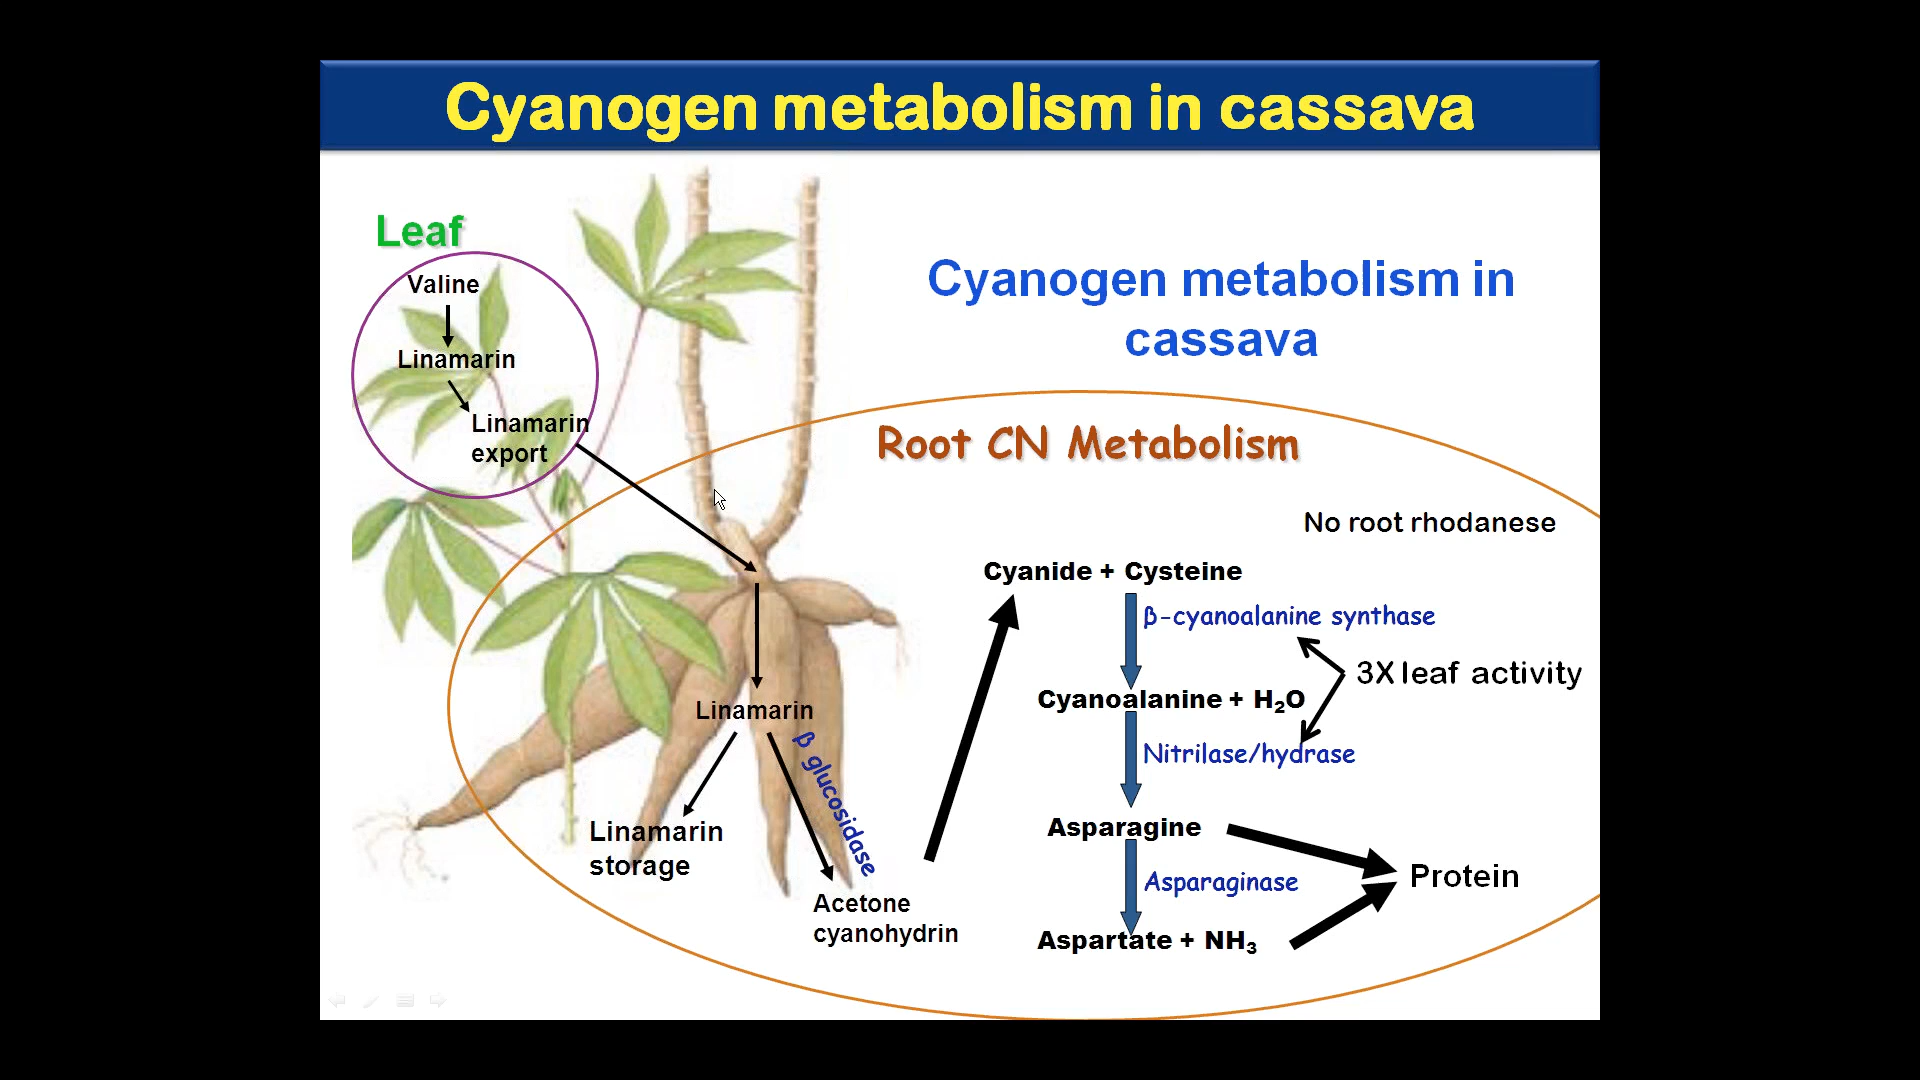 Cyanogen metabolism in cassava
Leaf
Valine
Linamarin
Linamarin
export
Cyanogen metabolism in
cassava
Root CN Metabolism
No root rhodanese
Cyanide + Cysteine
β-cyanoalanine synthase
3X leaf activity
Cyanoalanine + H₂O
Nitrilase/hydrase
Asparagine
Asparaginase
Aspartate + NH₃
Protein
Linamarin
β glucosidase
Linamarin
storage
Acetone
cyanohydrin